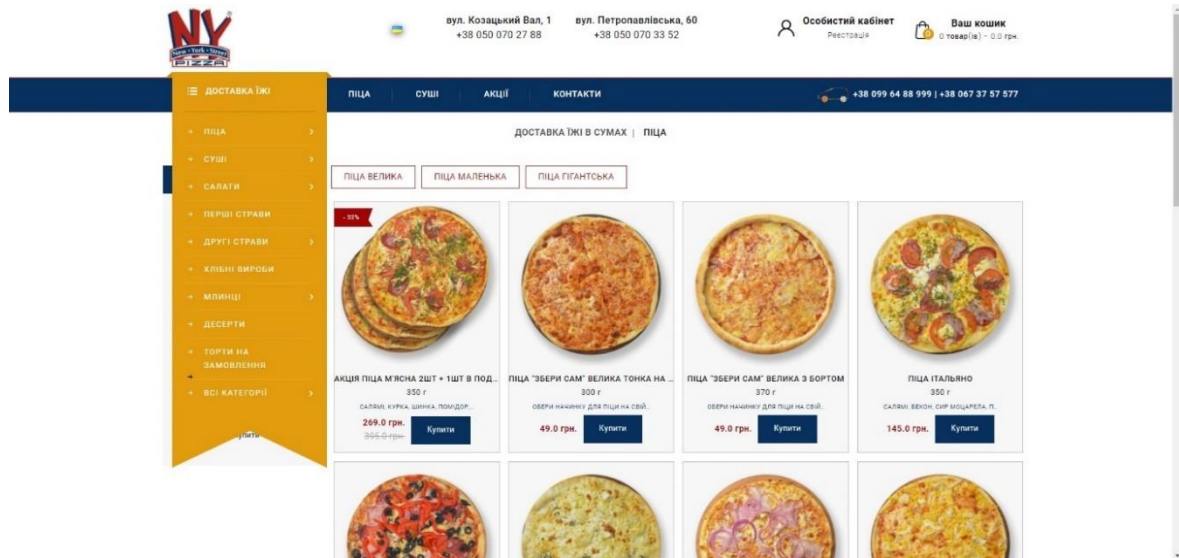 NY
New - York - Street
PIZZA
вул. Козацький Вал, 1
+38 050 070 27 88
вул. Петропавлівська, 60
+38 050 070 33 52
Особистий кабінет
Реєстрація
Ваш кошик
0 товар(ів) - 0.0 грн.
ДОСТАВКА ЇЖІ
ПІЦА
СУШІ
АКЦІЇ
КОНТАКТИ
+38 099 64 88 999 | +38 067 37 57 577
ПІЦА
СУШІ
САЛАТИ
ПЕРШІ СТРАВИ
ДРУГІ СТРАВИ
ХЛІБНІ ВИРОБИ
МЛИНЦІ
ДЕСЕРТИ
ТОРТИ НА
ЗАМОВЛЕННЯ
ВСІ КАТЕГОРІЇ
ДОСТАВКА ЇЖІ В СУМАХ | ПІЦА
ПІЦА ВЕЛИКА
ПІЦА МАЛЕНЬКА
ПІЦА ГІГАНТСЬКА
АКЦІЯ ПІЦА М'ЯСНА 2ШТ + 1ШТ В ПОД...
350 г
САЛЯМІ, КУРКА, ШИНКА, ПОМІДОР...
269.0 грн.
395.0 грн.
Купити
ПІЦА "ЗБЕРИ САМ" ВЕЛИКА ТОНКА НА ...
300 г
ОБЕРИ НАЧИНКУ ДЛЯ ПІЦИ НА СВІЙ..
49.0 грн.
Купити
ПІЦА "ЗБЕРИ САМ" ВЕЛИКА З БОРТОМ
370 г
ОБЕРИ НАЧИНКУ ДЛЯ ПІЦИ НА СВІЙ..
49.0 грн.
Купити
ПІЦА ІТАЛЬЯНО
350 г
САЛЯМІ, БЕКОН, СИР МОЦАРЕЛА, П..
145.0 грн.
Купити